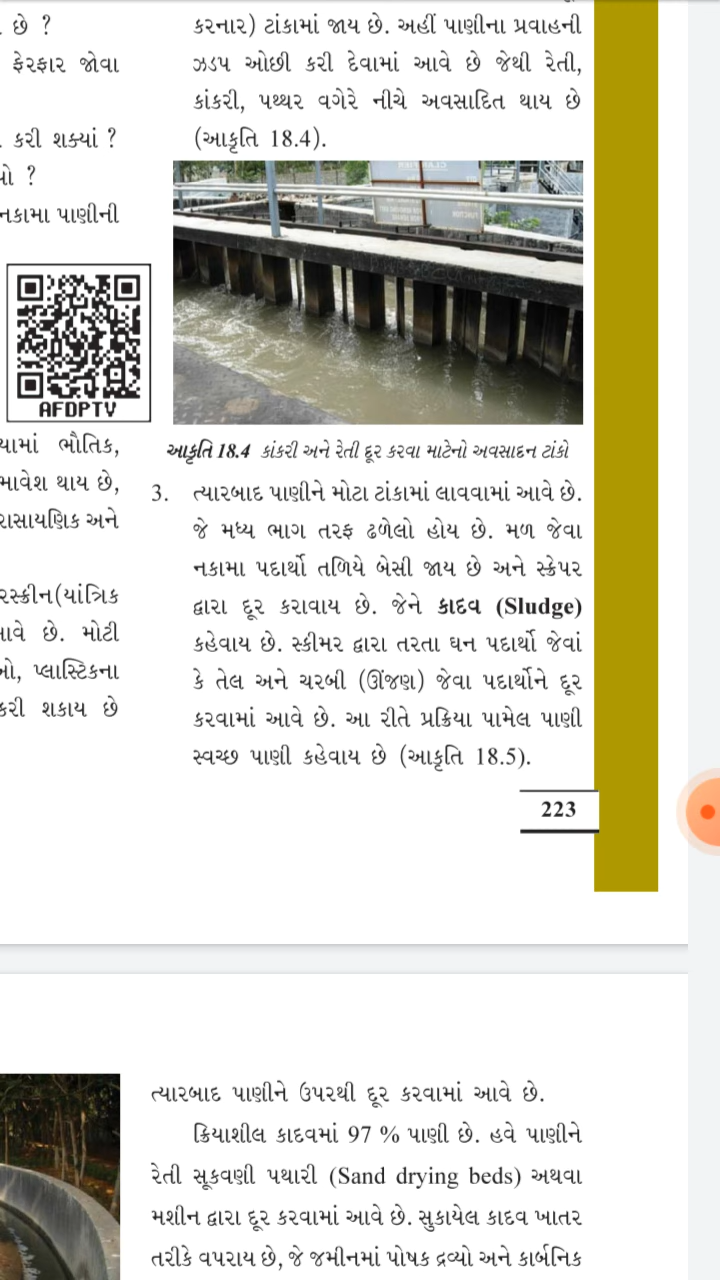 છે ?
ફેરફાર જોવા
કરી શક્યાં ?
નકામા પાણીની
AFDPTV
ભૌતિક,
થાય છે,
અને
(યાંત્રિક
છે. મોટી
પ્લાસ્ટિકના
કરી શકાય છે
કરનાર) ટાંકામાં જાય છે. અહીં પાણીના પ્રવાહની
ઝડપ ઓછી કરી દેવામાં આવે છે જેથી રેતી,
કાંકરી, પથ્થર વગેરે નીચે અવસાદિત થાય છે
(આકૃતિ 18.4).
આકૃતિ 18.4 કાંકરી અને રેતી દૂર કરવા માટેનો અવસાદન ટાંકો
3. ત્યારબાદ પાણીને મોટા ટાંકામાં લાવવામાં આવે છે.
જે મધ્ય ભાગ તરફ ઢળેલો હોય છે. મળ જેવા
નકામા પદાર્થો તળિયે બેસી જાય છે અને સ્ક્રેપર
દ્વારા દૂર કરાવાય છે. જેને કાદવ (Sludge)
કહેવાય છે. સ્કીમર દ્વારા તરતા ઘન પદાર્થો જેવાં
કે તેલ અને ચરબી (ઊંજણ) જેવા પદાર્થોને દૂર
કરવામાં આવે છે. આ રીતે પ્રક્રિયા પામેલ પાણી
સ્વચ્છ પાણી કહેવાય છે (આકૃતિ 18.5).
223
ત્યારબાદ પાણીને ઉપરથી દૂર કરવામાં આવે છે.
ક્રિયાશીલ કાદવમાં 97 % પાણી છે. હવે પાણીને
રેતી સૂકવણી પથારી (Sand drying beds) અથવા
મશીન દ્વારા દૂર કરવામાં આવે છે. સુકાયેલ કાદવ ખાતર
તરીકે વપરાય છે, જે જમીનમાં પોષક દ્રવ્યો અને કાર્બનિક